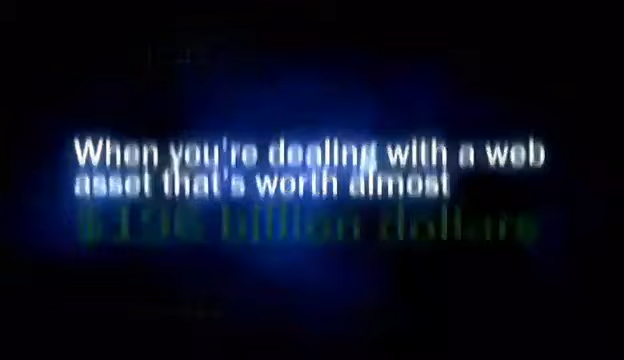 When you're dealing with a web
asset that's worth almost
billion dollars